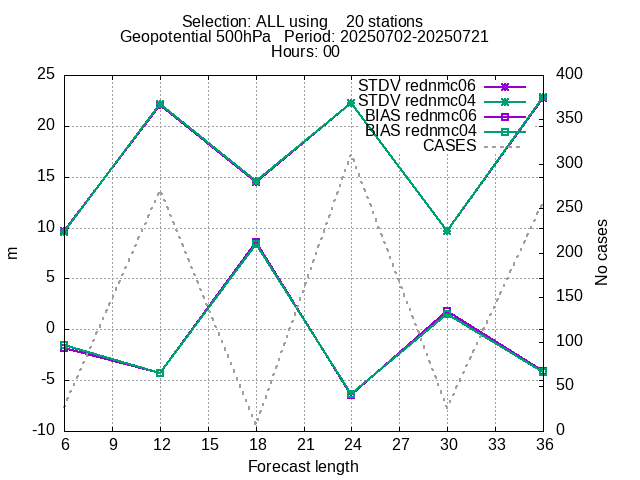 Selection: ALL using    20 stations
Geopotential 500hPa   Period: 20250702-20250721
Hours: 00
STDV rednmc06
STDV rednmc04
BIAS rednmc06
BIAS rednmc04
CASES
25
20
15
10
5
0
-5
-10
m
400
350
300
250
200
150
100
50
0
No cases
6 9 12 15 18 21 24 27 30 33 36
Forecast length